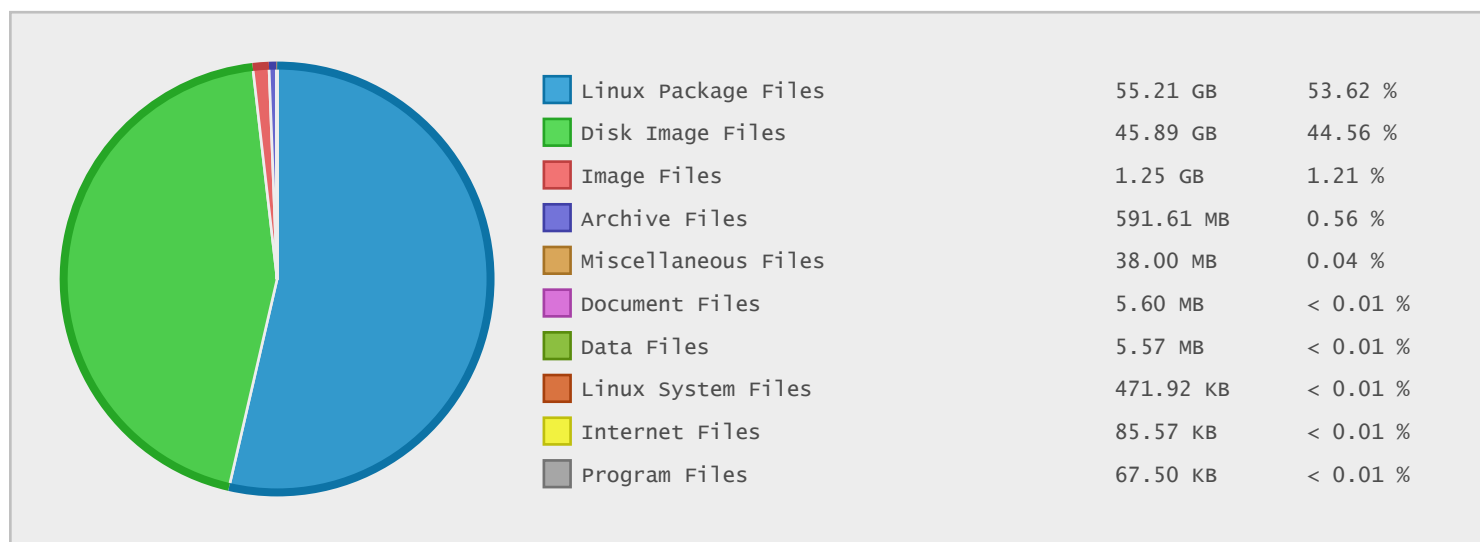 Linux Package Files 55.21 GB 53.62 %
Disk Image Files 45.89 GB 44.56 %
Image Files 1.25 GB 1.21 %
Archive Files 591.61 MB 0.56 %
Miscellaneous Files 38.00 MB 0.04 %
Document Files 5.60 MB < 0.01 %
Data Files 5.57 MB < 0.01 %
Linux System Files 471.92 KB < 0.01 %
Internet Files 85.57 KB < 0.01 %
Program Files 67.50 KB < 0.01 %